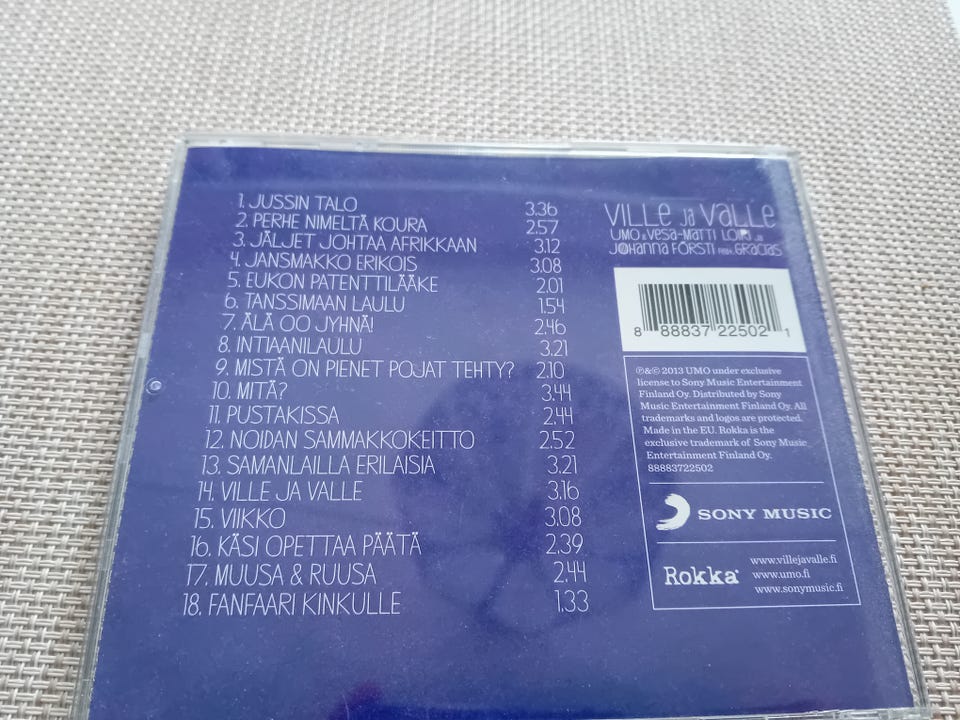 1. JUSSIN TALO 3.36
2. PERHE NIMELTÄ KOURA 2.57
3. JÄLJET JOHTAA AFRIKKAAN 3.12
4. JANSMAKKO ERIKOIS 3.08
5. EUKON PATENTTILÄÄKE 2.01
6. TANSSIMAAN LAULU 1.54
7. ÄLÄ OO JYHNÄ! 2.46
8. INTIAANILAULU 3.21
9. MISTÄ ON PIENET POJAT TEHTY? 2.10
10. MITÄ? 3.44
11. PUSTAKISSA 2.44
12. NOIDAN SAMMAKKOKEITTO 2.52
13. SAMANLAILLA ERILAISIA 3.21
14. VILLE JA VALLE 3.16
15. VIIKKO 3.08
16. KÄSI OPETTAA PÄÄTÄ 2.39
17. MUUSA & RUUSA 2.44
18. FANFAARI KINKULLE 1.33
VILLE JA VALLE
UMO & VESA-MATTI LOIRI JA
JOHANNA FÖRSTI FEAT. GRACIAS
8 88837 22502 1
℗&© 2013 UMO under exclusive
license to Sony Music Entertainment
Finland Oy. Distributed by Sony
Music Entertainment Finland Oy. All
trademarks and logos are protected.
Made in the EU. Rokka is the
exclusive trademark of Sony Music
Entertainment Finland Oy.
88883722502
SONY MUSIC
Rokka
www.villejavalle.fi
www.umo.fi
www.sonymusic.fi